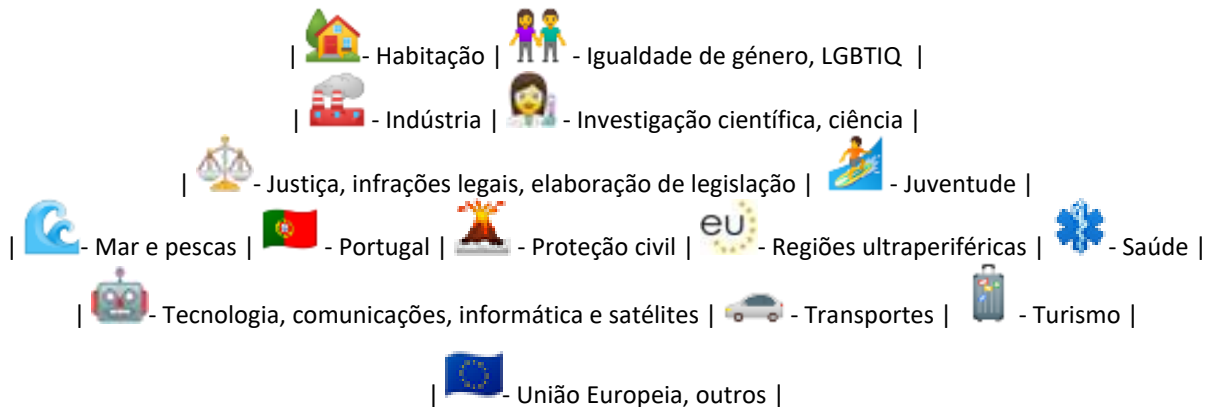 | - Habitação | - Igualdade de género, LGBTIQ |
| - Indústria | - Investigação científica, ciência |
| - Justiça, infrações legais, elaboração de legislação | - Juventude |
| - Mar e pescas | - Portugal | - Proteção civil | eu - Regiões ultraperiféricas | - Saúde |
| - Tecnologia, comunicações, informática e satélites | - Transportes | - Turismo |
| - União Europeia, outros |